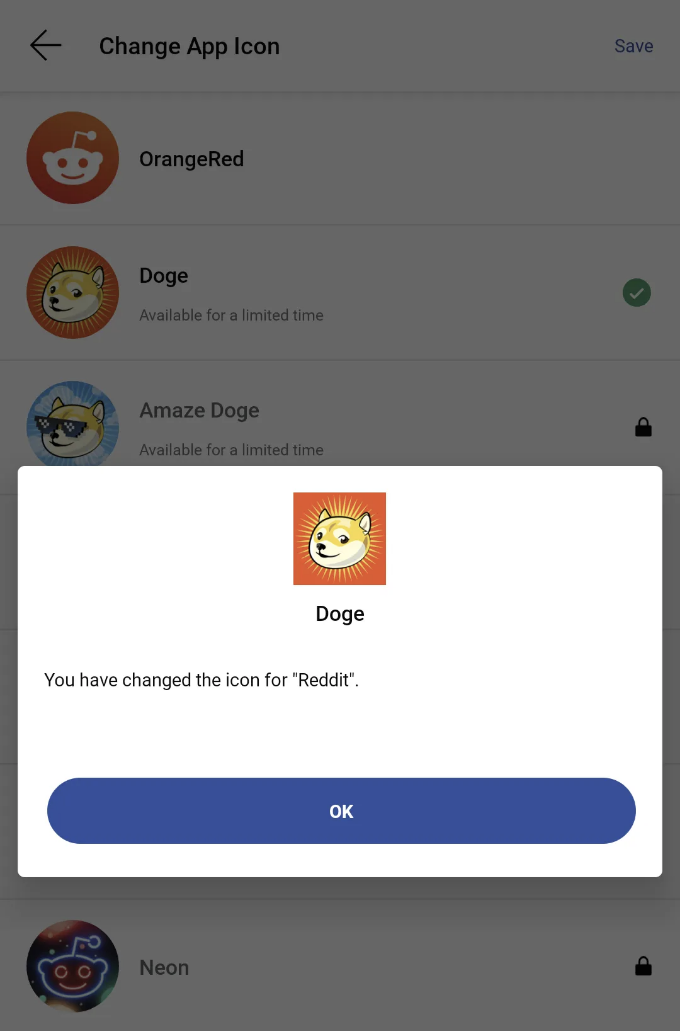 Change App Icon
Save
OrangeRed
Doge
Available for a limited time
Amaze Doge
Available for a limited time
Doge
You have changed the icon for "Reddit".
OK
Neon